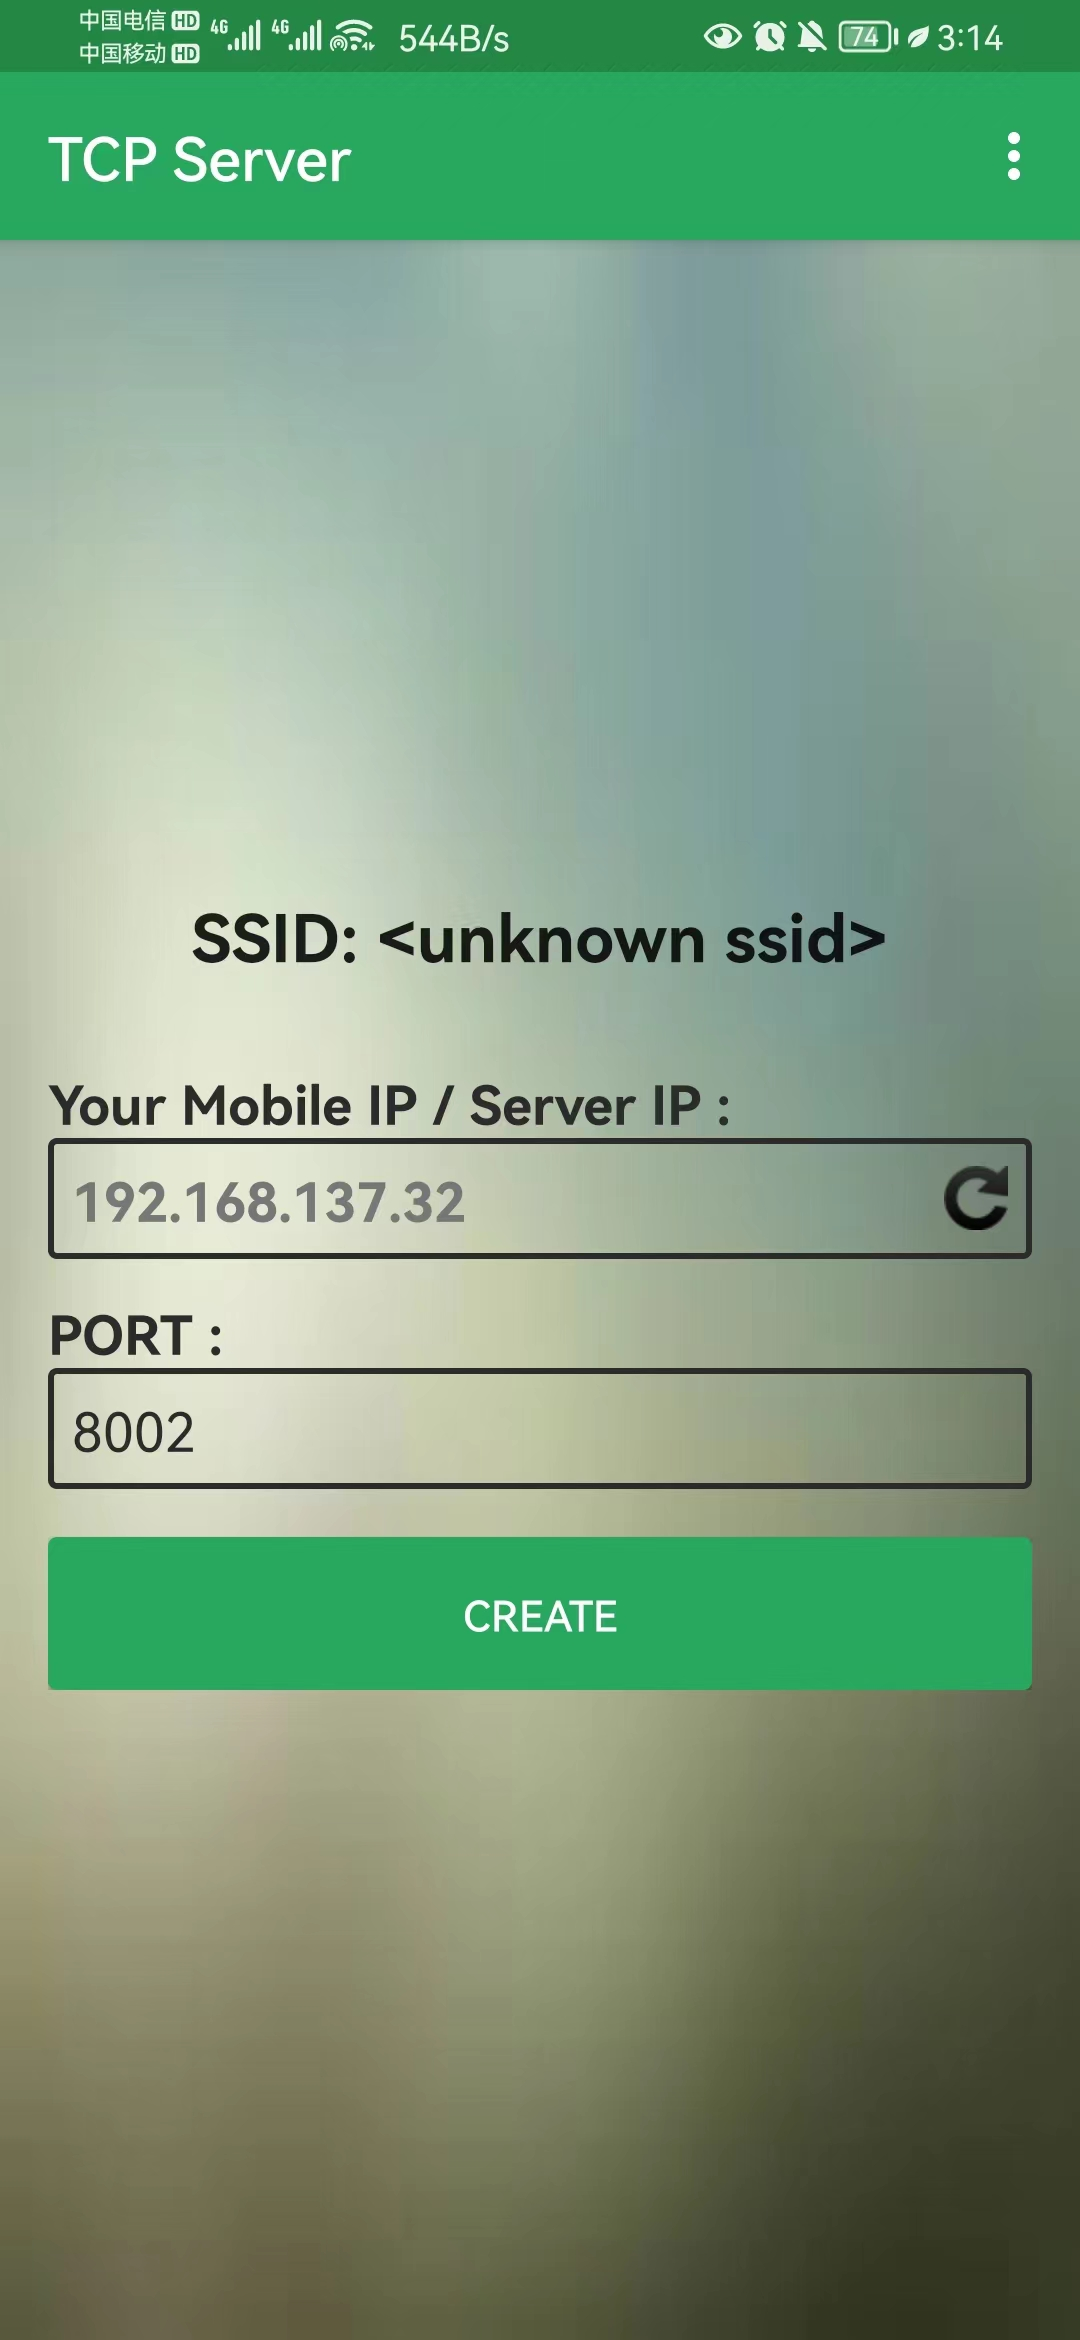 中国电信 HD 4G 4G 544B/s 74 3:14
中国移动 HD
TCP Server
SSID: <unknown ssid>
Your Mobile IP / Server IP :
192.168.137.32
PORT :
8002
CREATE